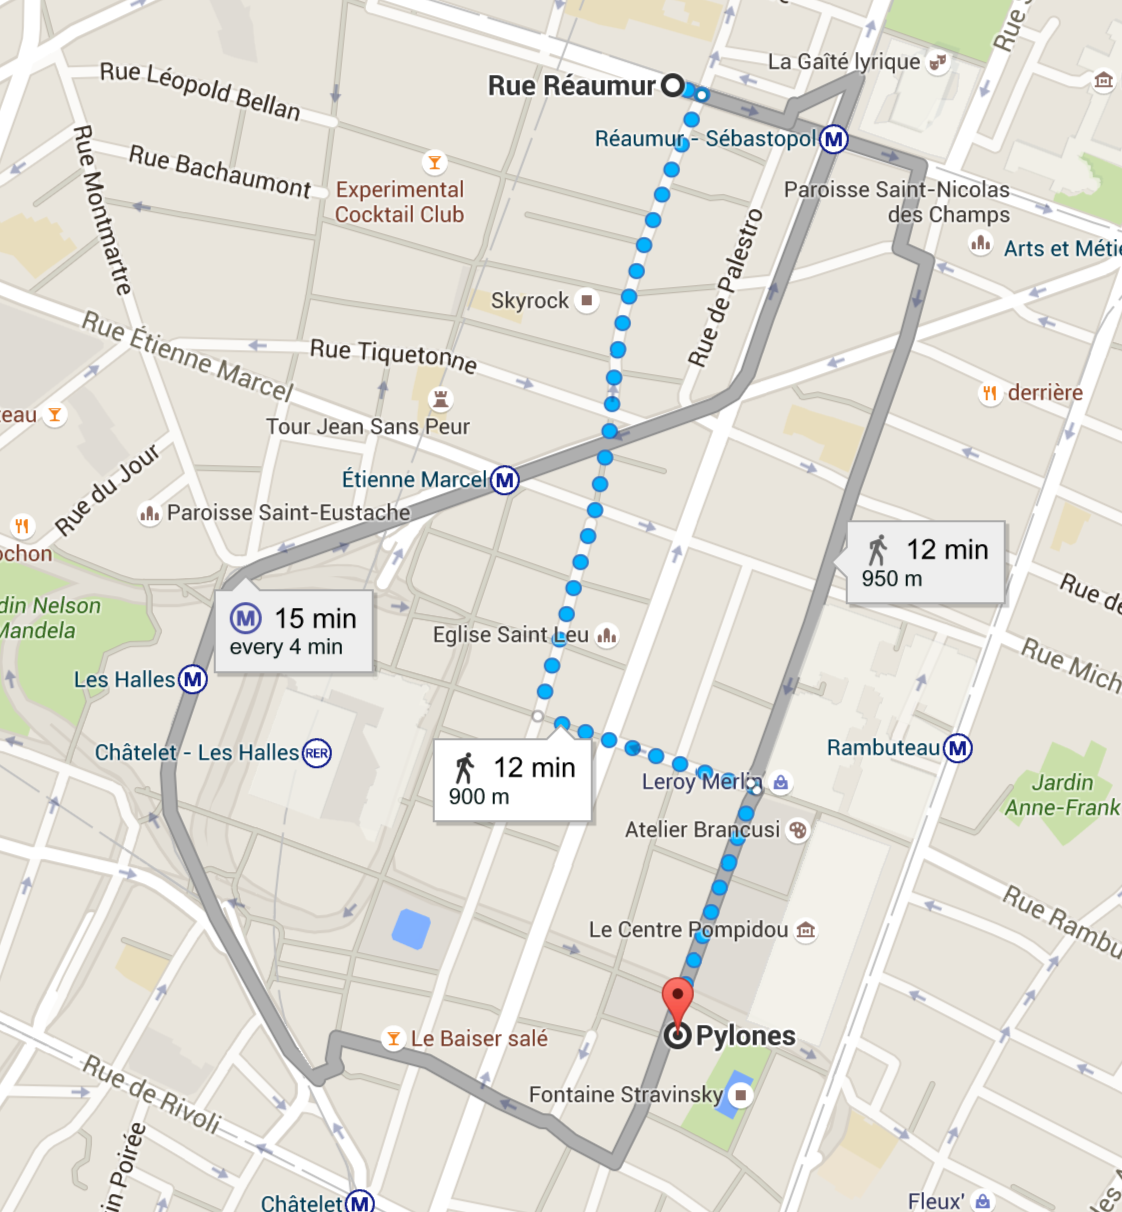 La Gaîté lyrique
Rue Réaumur
Rue Léopold Bellan
Réaumur - Sébastopol
M
Rue Bachaumont
Rue Montmartre
Experimental
Cocktail Club
Paroisse Saint-Nicolas
des Champs
Arts et Métie
Rue de Palestro
Skyrock
Rue Étienne Marcel
Rue Tiquetonne
derrière
teau
Tour Jean Sans Peur
Étienne Marcel
M
Rue du Jour
Paroisse Saint-Eustache
ochon
12 min
950 m
Rue de
din Nelson
Mandela
M
15 min
every 4 min
Eglise Saint Leu
Rue Mich
Les Halles
M
Châtelet - Les Halles
RER
Rambuteau
M
12 min
900 m
Leroy Merlin
Jardin
Anne-Frank
Atelier Brancusi
Rue Rambu
Le Centre Pompidou
Pylones
Le Baiser salé
Rue de Rivoli
Fontaine Stravinsky
in Poirée
Châtelet
M
Fleux'